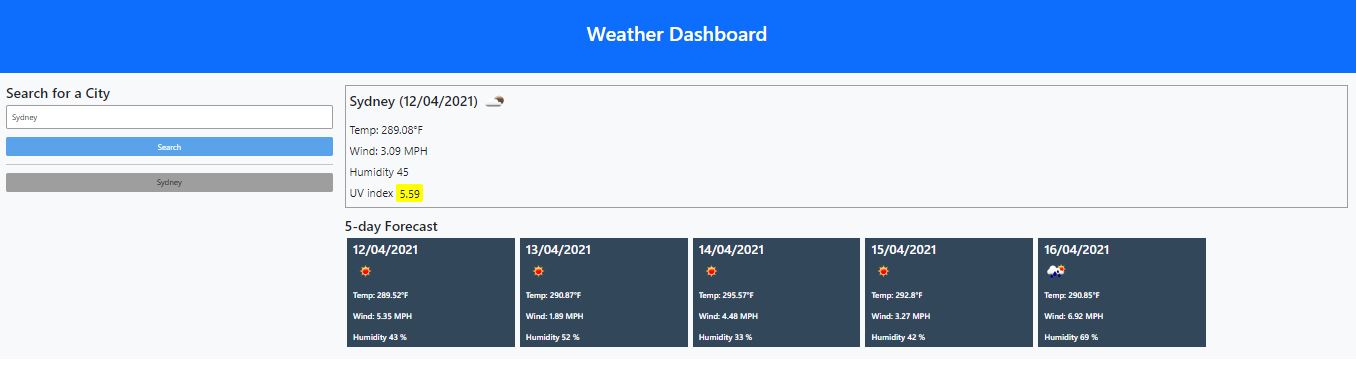 Weather Dashboard
Search for a City
Sydney
Search
Sydney
Sydney (12/04/2021)
Temp: 289.08°F
Wind: 3.09 MPH
Humidity 45
UV index 5.59
5-day Forecast
12/04/2021
Temp: 289.52°F
Wind: 5.35 MPH
Humidity 43 %
13/04/2021
Temp: 290.87°F
Wind: 1.89 MPH
Humidity 52 %
14/04/2021
Temp: 295.57°F
Wind: 4.48 MPH
Humidity 33 %
15/04/2021
Temp: 292.8°F
Wind: 3.27 MPH
Humidity 42 %
16/04/2021
Temp: 290.85°F
Wind: 6.92 MPH
Humidity 69 %